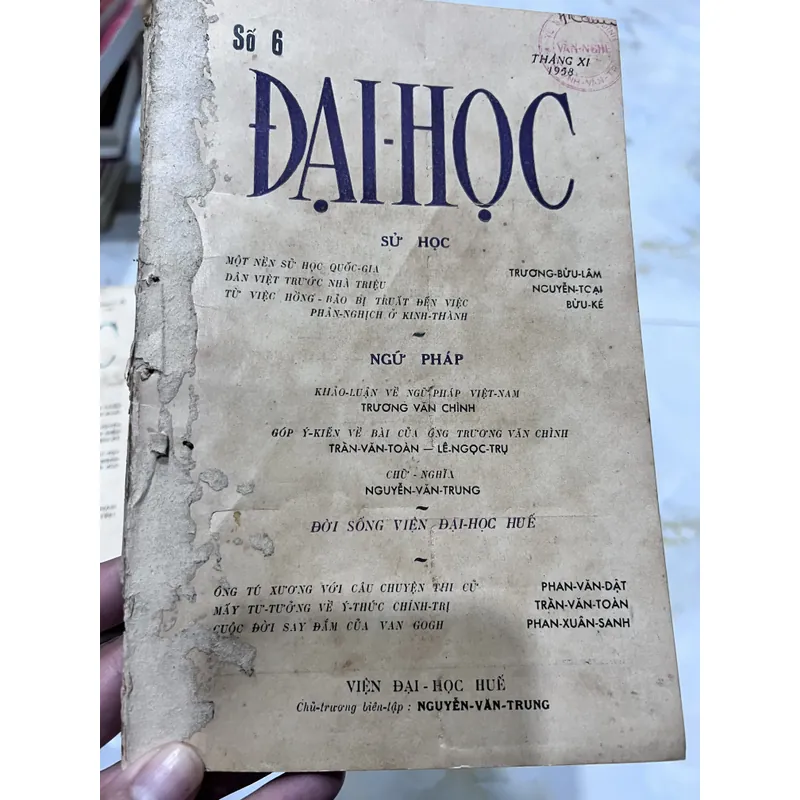 Số 6
VĂN-NGHỆ
THÁNG XI
1958
ĐẠI-HỌC
SỬ HỌC
MỘT NỀN SỬ HỌC QUỐC-GIA TRƯƠNG-BỬU-LÂM
DÂN VIỆT TRƯỚC NHÀ TRIỆU NGUYỄN-TOẠI
TỪ VIỆC HỒNG-BẢO BỊ TRUẤT ĐẾN VIỆC BỬU-KẾ
PHẢN-NGHỊCH Ở KINH-THÀNH
NGỮ PHÁP
KHẢO-LUẬN VỀ NGỮ PHÁP VIỆT-NAM
TRƯƠNG VĂN CHÌNH
GÓP Ý-KIẾN VỀ BÀI CỦA ÔNG TRƯƠNG VĂN CHÌNH
TRẦN-VĂN-TOÀN — LÊ-NGỌC-TRỤ
CHỮ - NGHĨA
NGUYỄN-VĂN-TRUNG
ĐỜI SỐNG VIỆN ĐẠI-HỌC HUẾ
ÔNG TÚ XƯƠNG VỚI CÂU CHUYỆN THI CỬ PHAN-VĂN-DẬT
MẤY TƯ-TƯỞNG VỀ Ý-THỨC CHÍNH-TRỊ TRẦN-VĂN-TOÀN
CUỘC ĐỜI SAY ĐẮM CỦA VAN GOGH PHAN-XUÂN-SANH
VIỆN ĐẠI-HỌC HUẾ
Chủ-trương biên-tập : NGUYỄN-VĂN-TRUNG